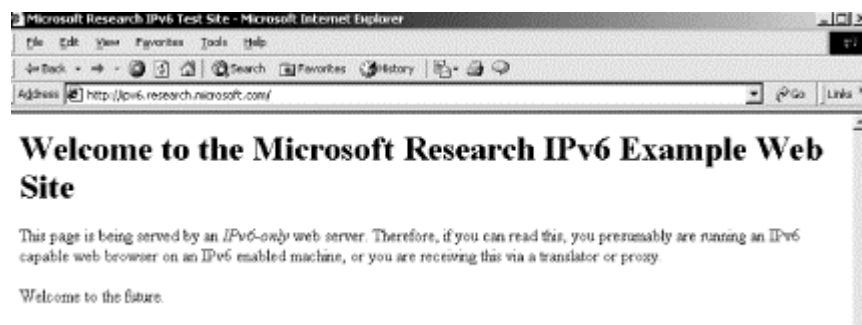 Microsoft Research IPv6 Test Site - Microsoft Internet Explorer
File Edit View Favorites Tools Help
Back Search Favorites History
Address http://ipv6.research.microsoft.com/ Go Links
Welcome to the Microsoft Research IPv6 Example Web
Site
This page is being served by an IPv6-only web server. Therefore, if you can read this, you presumably are running an IPv6
capable web browser on an IPv6 enabled machine, or you are receiving this via a translator or proxy.
Welcome to the future.